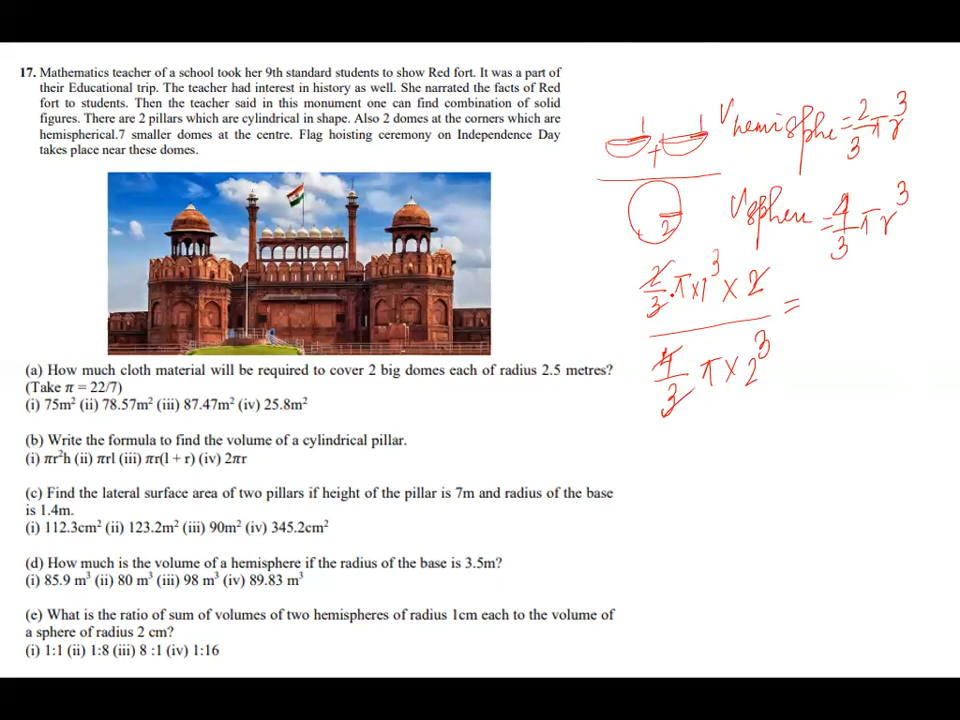 17. Mathematics teacher of a school took her 9th standard students to show Red fort. It was a part of
their Educational trip. The teacher had interest in history as well. She narrated the facts of Red
fort to students. Then the teacher said in this monument one can find combination of solid
figures. There are 2 pillars which are cylindrical in shape. Also 2 domes at the corners which are
hemispherical.7 smaller domes at the centre. Flag hoisting ceremony on Independence Day
takes place near these domes.
(a) How much cloth material will be required to cover 2 big domes each of radius 2.5 metres?
(Take π = 22/7)
(i) 75m² (ii) 78.57m² (iii) 87.47m² (iv) 25.8m²
(b) Write the formula to find the volume of a cylindrical pillar.
(i) πr²h (ii) πrl (iii) πr(l + r) (iv) 2πr
(c) Find the lateral surface area of two pillars if height of the pillar is 7m and radius of the base
is 1.4m.
(i) 112.3cm² (ii) 123.2m² (iii) 90m² (iv) 345.2cm²
(d) How much is the volume of a hemisphere if the radius of the base is 3.5m?
(i) 85.9 m³ (ii) 80 m³ (iii) 98 m³ (iv) 89.83 m³
(e) What is the ratio of sum of volumes of two hemispheres of radius 1cm each to the volume of
a sphere of radius 2 cm?
(i) 1:1 (ii) 1:8 (iii) 8 :1 (iv) 1:16
1 + 1
2
Vhemisphe = 2/3 πr³
Vsphere = 4/3 πr³
2/3 . π x 1³ x 2 =
4/3 π x 2³